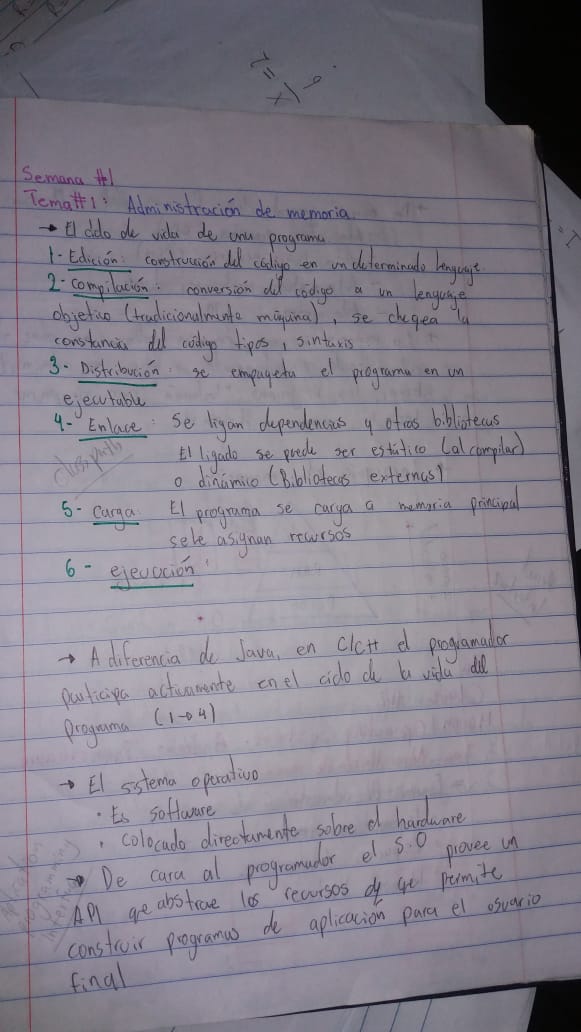 Semana #1
Tema #1: Administración de memoria
→ El ciclo de vida de una programa
1- Edición: construcción del código en un determinado lenguaje
2- Compilación: conversión del código a un lenguaje
objetivo (tradicionalmente máquina), se chequea la
constancia del código tipos, sintaxis
3- Distribución: se empaqueta el programa en un
ejecutable
4- Enlace: Se ligan dependencias y otras bibliotecas
classpath
El ligado se puede ser estático (al compilar)
o dinámico (Bibliotecas externas)
5- Carga: El programa se carga a memoria principal
se le asignan recursos
6- ejecución:
→ A diferencia de Java, en C/C++ el programador
participa activamente en el ciclo de la vida del
programa (1→4)
→ El sistema operativo
· Es software
· Colocado directamente sobre el hardware
→ De cara al programador el S.O provee un
API que abstrae los recursos qe permite
programming
construir programas de aplicación para el usuario
final